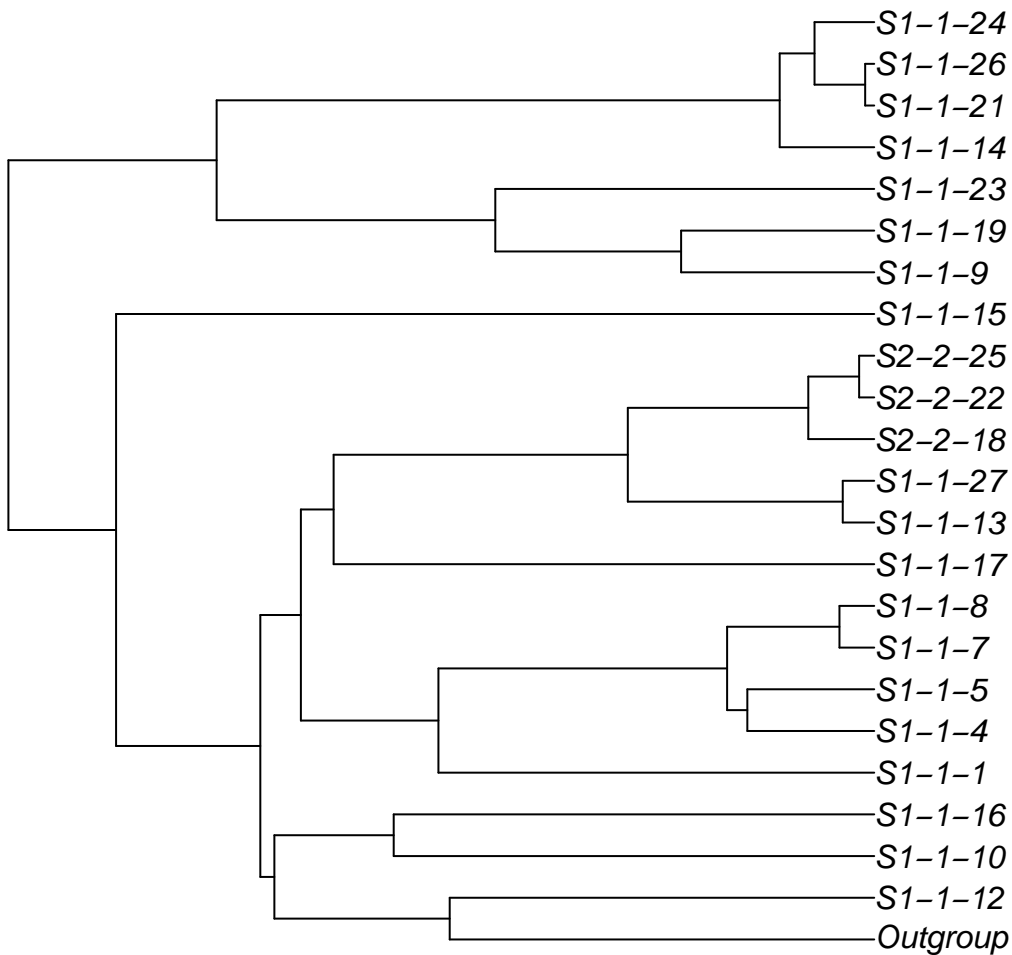 S1–1–24
S1–1–26
S1–1–21
S1–1–14
S1–1–23
S1–1–19
S1–1–9
S1–1–15
S2–2–25
S2–2–22
S2–2–18
S1–1–27
S1–1–13
S1–1–17
S1–1–8
S1–1–7
S1–1–5
S1–1–4
S1–1–1
S1–1–16
S1–1–10
S1–1–12
Outgroup